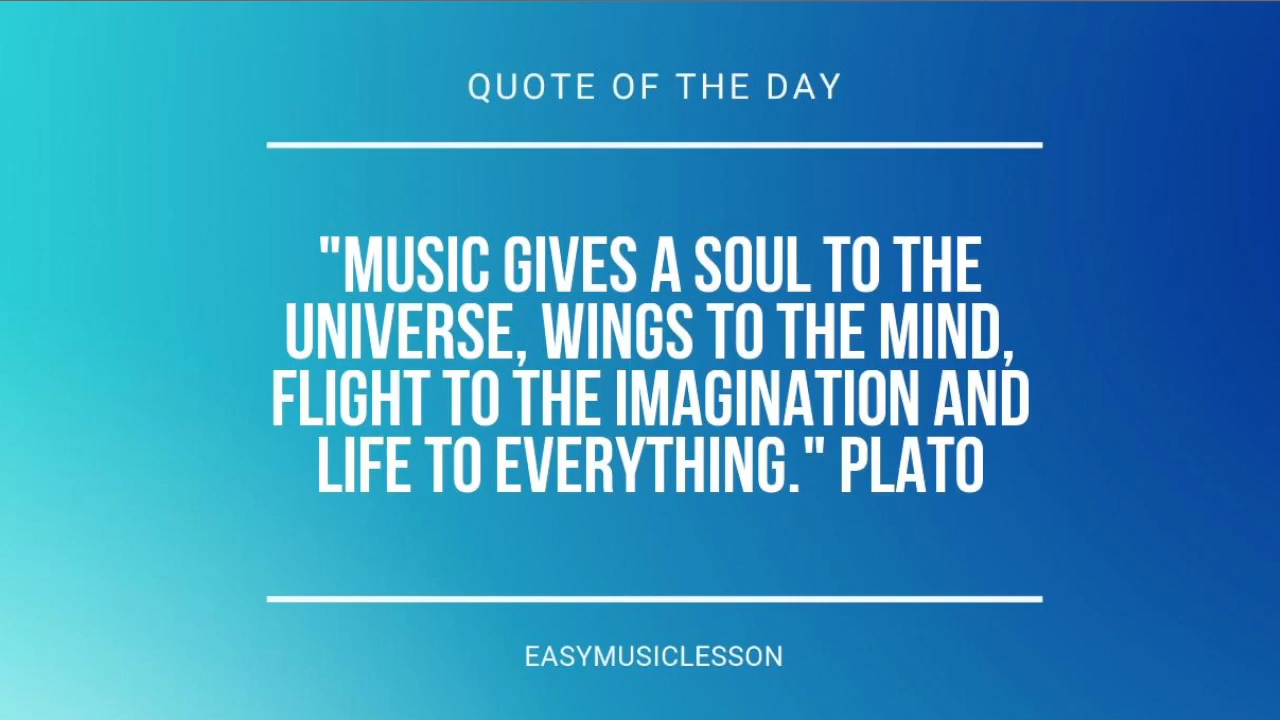 QUOTE OF THE DAY
"MUSIC GIVES A SOUL TO THE
UNIVERSE, WINGS TO THE MIND,
FLIGHT TO THE IMAGINATION AND
LIFE TO EVERYTHING." PLATO
EASYMUSICLESSON